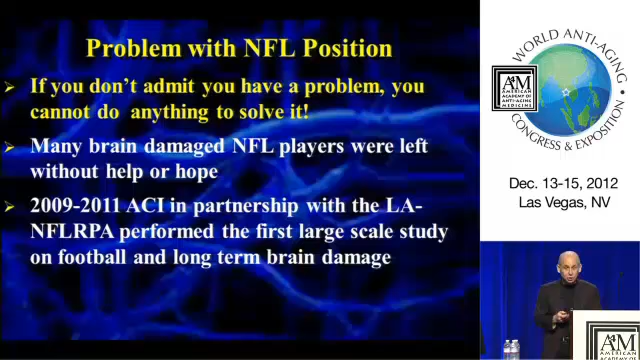 Problem with NFL Position
If you don't admit you have a problem, you
cannot do anything to solve it!
Many brain damaged NFL players were left
without help or hope
2009-2011 ACI in partnership with the LA-
NFLRPA performed the first large scale study
on football and long term brain damage
WORLD ANTI-AGING
AMERICAN
ACADEMY OF
ANTI-AGING
MEDICINE
CONGRESS & EXPOSITION
Dec. 13-15, 2012
Las Vegas, NV